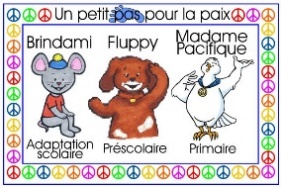 Un petit pas pour la paix
Brindami
Fluppy
Madame
Pacifique
Adaptation
scolaire
Préscolaire
Primaire